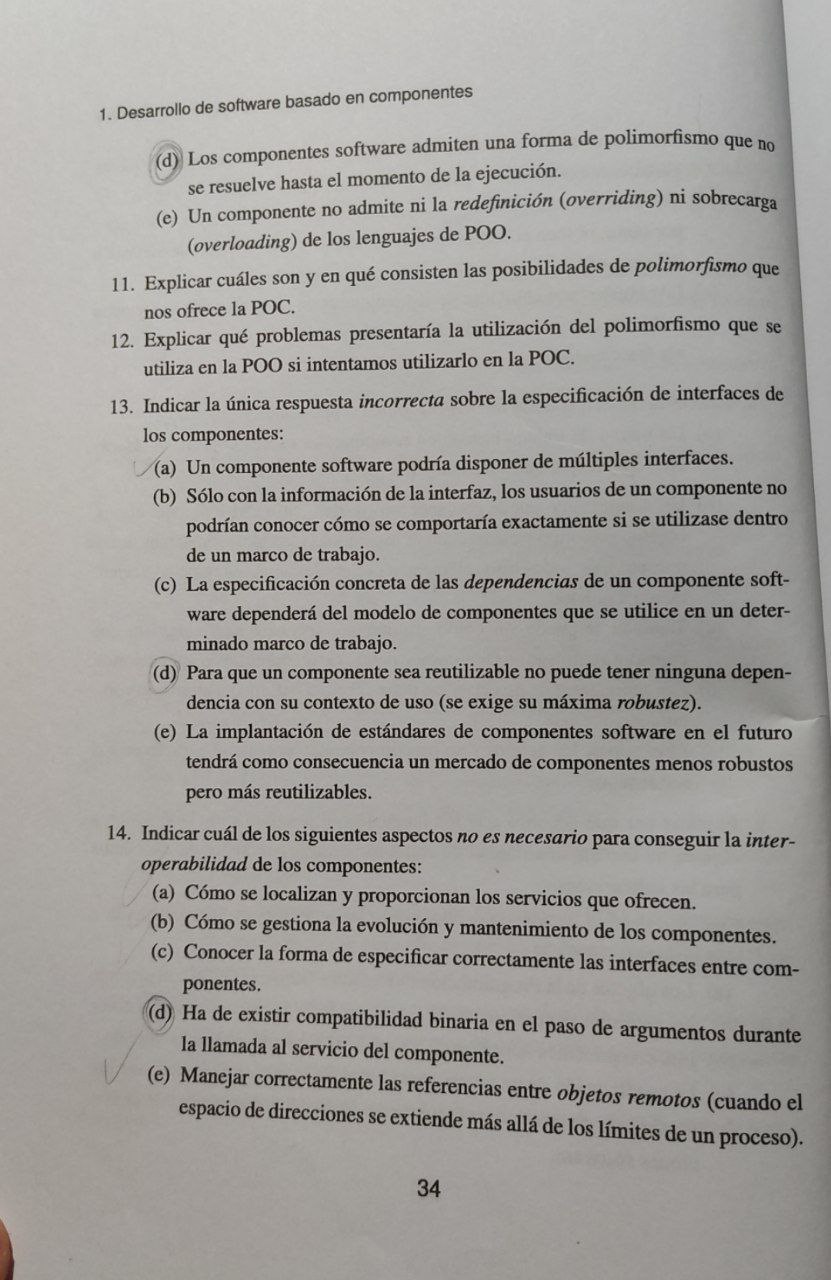 1. Desarrollo de software basado en componentes
(d) Los componentes software admiten una forma de polimorfismo que no
se resuelve hasta el momento de la ejecución.
(e) Un componente no admite ni la redefinición (overriding) ni sobrecarga
(overloading) de los lenguajes de POO.
11. Explicar cuáles son y en qué consisten las posibilidades de polimorfismo que
nos ofrece la POC.
12. Explicar qué problemas presentaría la utilización del polimorfismo que se
utiliza en la POO si intentamos utilizarlo en la POC.
13. Indicar la única respuesta incorrecta sobre la especificación de interfaces de
los componentes:
(a) Un componente software podría disponer de múltiples interfaces.
(b) Sólo con la información de la interfaz, los usuarios de un componente no
podrían conocer cómo se comportaría exactamente si se utilizase dentro
de un marco de trabajo.
(c) La especificación concreta de las dependencias de un componente soft-
ware dependerá del modelo de componentes que se utilice en un deter-
minado marco de trabajo.
(d) Para que un componente sea reutilizable no puede tener ninguna depen-
dencia con su contexto de uso (se exige su máxima robustez).
(e) La implantación de estándares de componentes software en el futuro
tendrá como consecuencia un mercado de componentes menos robustos
pero más reutilizables.
14. Indicar cuál de los siguientes aspectos no es necesario para conseguir la inter-
operabilidad de los componentes:
(a) Cómo se localizan y proporcionan los servicios que ofrecen.
(b) Cómo se gestiona la evolución y mantenimiento de los componentes.
(c) Conocer la forma de especificar correctamente las interfaces entre com-
ponentes.
(d) Ha de existir compatibilidad binaria en el paso de argumentos durante
la llamada al servicio del componente.
(e) Manejar correctamente las referencias entre objetos remotos (cuando el
espacio de direcciones se extiende más allá de los límites de un proceso).
34